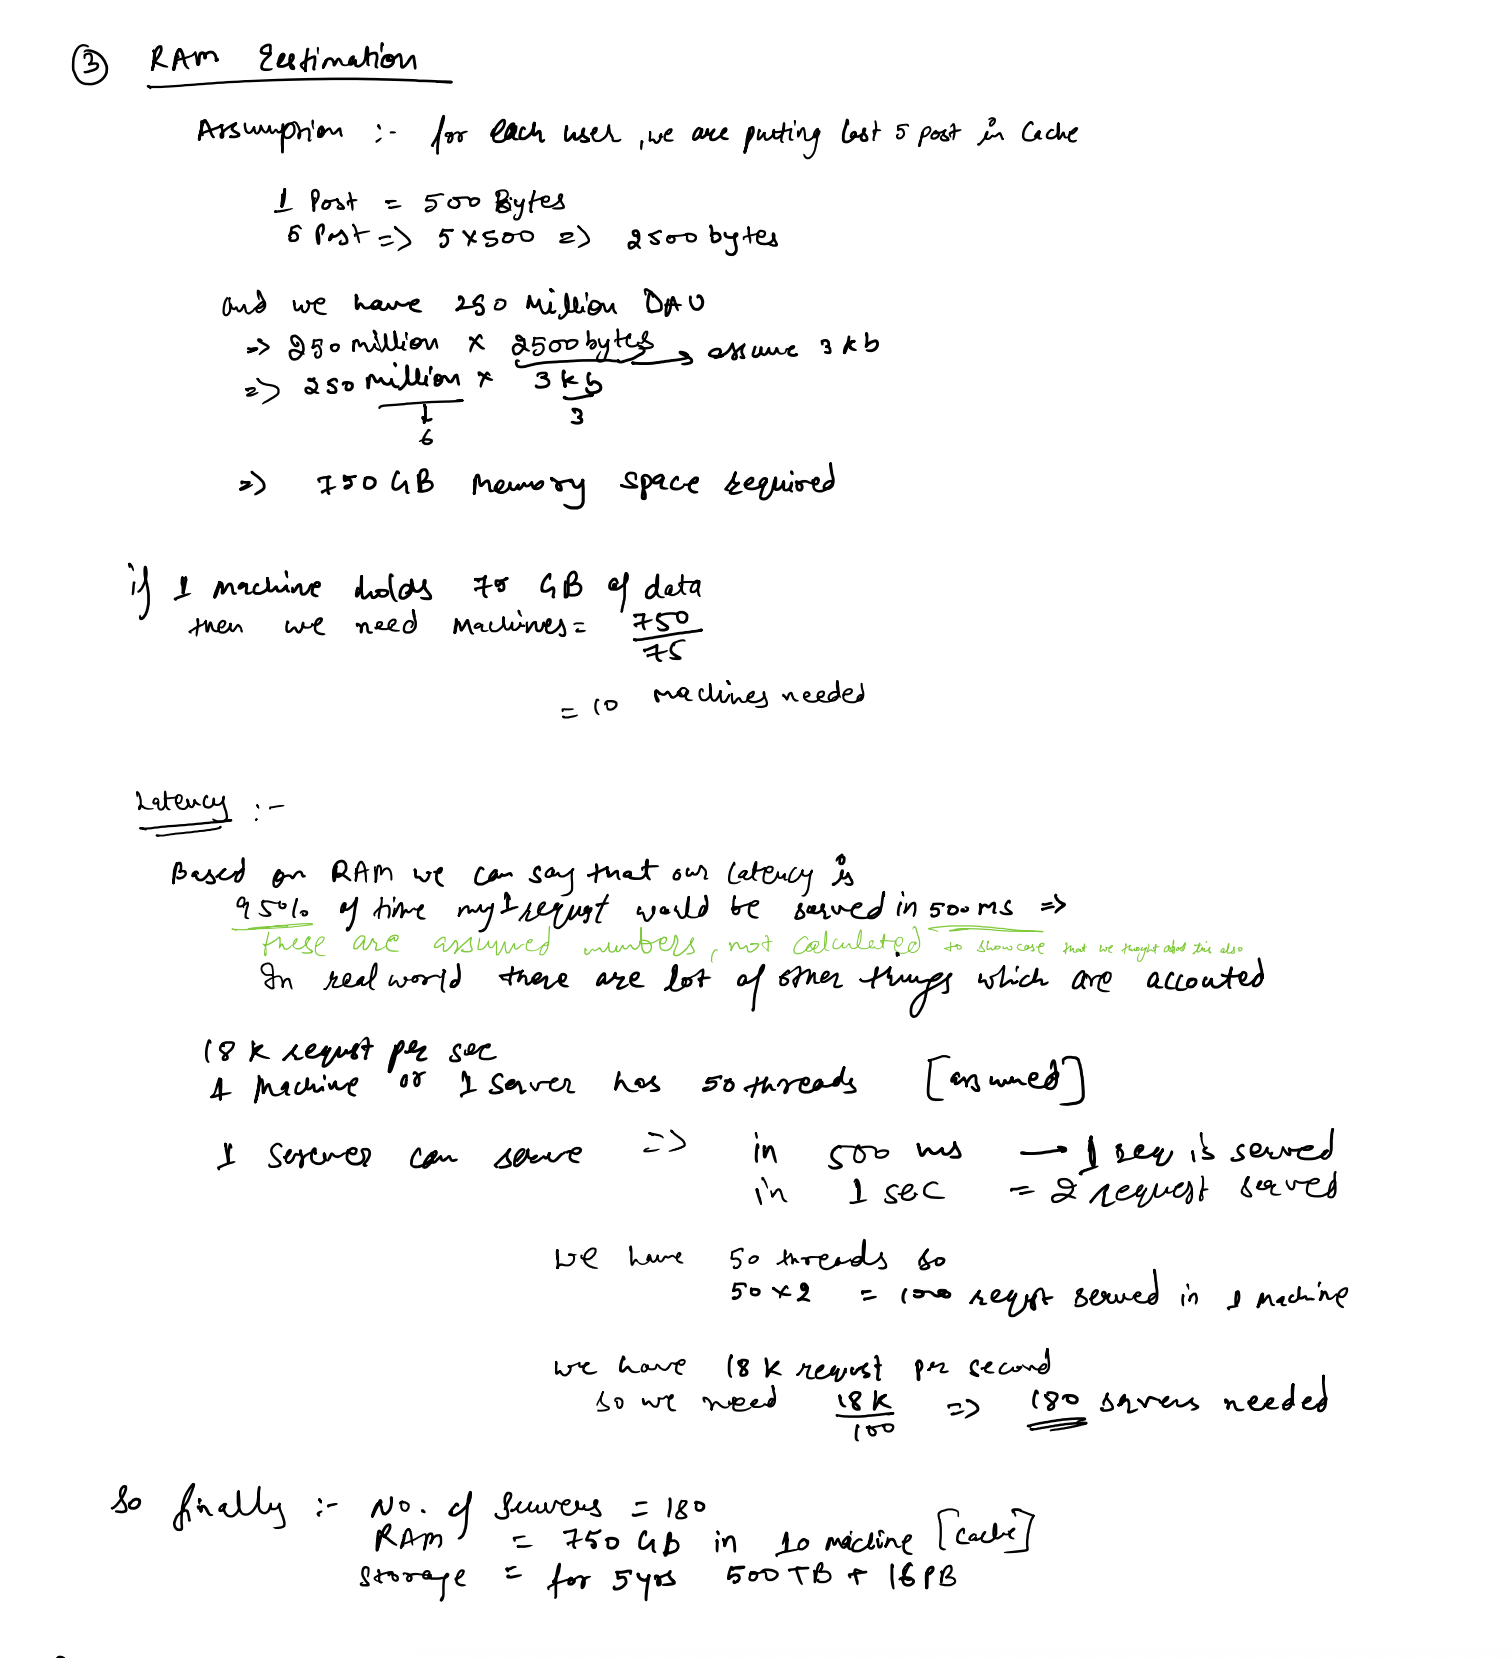 ③ RAM Eestimation
Assumption :- for each user, we are putting last 5 post in Cache
1 Post = 500 Bytes
5 Post => 5 x 500 => 2500 bytes
and we have 250 Million DAU
=> 250 million x 2500 bytes → assume 3 kb
=> 250 million x 3 kb
6 3
=> 750 GB memory space required
if 1 machine holds 75 GB of data
then we need Machines = 750/75
= 10 machines needed
Latency :-
Based on RAM we can say that our latency is
95% of time my 1 request would be served in 500 ms =>
these are assumed numbers, not calculated to showcase that we thought about this also
In real world there are lot of other things which are accouted
18 K request per sec
1 Machine or 1 Server has 50 threads [assumed]
1 Server can serve => in 500 ms → 1 req is served
in 1 sec = 2 request served
we have 50 threads so
50 x 2 = 100 reqst served in 1 machine
we have 18 K request per second
so we need 18K/100 => 180 servers needed
So finally :- No. of Servers = 180
RAM = 750 GB in 10 machine [cache]
Storage = for 5 yrs 500 TB + 16 PB